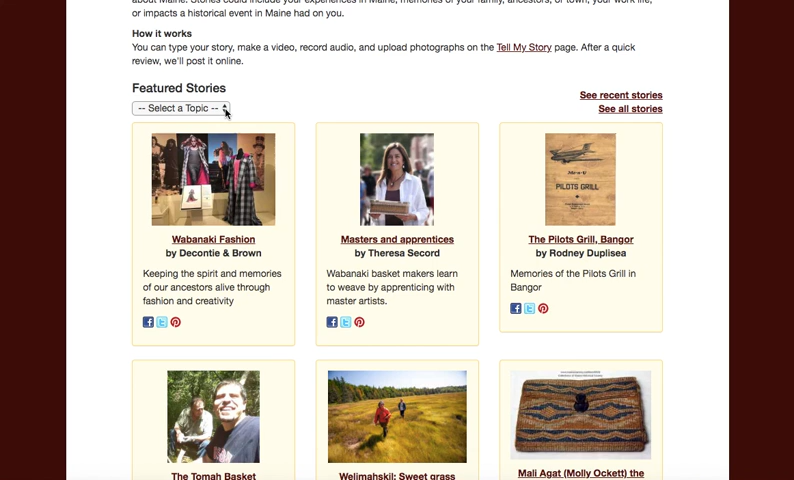 about Maine. Stories could include your experiences in Maine, memories of your family, ancestors, or town, your work life,
or impacts a historical event in Maine had on you.
How it works
You can type your story, make a video, record audio, and upload photographs on the Tell My Story page. After a quick
review, we'll post it online.
Featured Stories
-- Select a Topic --
See recent stories
See all stories
Wabanaki Fashion
by Decontie & Brown
Keeping the spirit and memories
of our ancestors alive through
fashion and creativity
Masters and apprentices
by Theresa Secord
Wabanaki basket makers learn
to weave by apprenticing with
master artists.
PILOTS GRILL
The Pilots Grill, Bangor
by Rodney Duplisea
Memories of the Pilots Grill in
Bangor
The Tomah Basket
Welimahskil: Sweet grass
Mali Agat (Molly Ockett) the